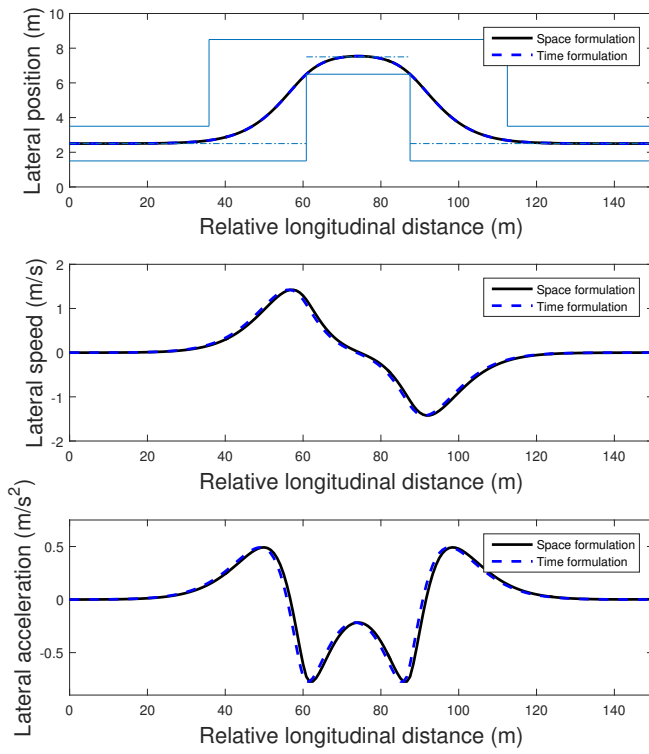 Lateral position (m)
10
8
6
4
2
0
Space formulation
Time formulation
0 20 40 60 80 100 120 140
Relative longitudinal distance (m)
Lateral speed (m/s)
2
1
0
-1
-2
Space formulation
Time formulation
0 20 40 60 80 100 120 140
Relative longitudinal distance (m)
Lateral acceleration (m/s²)
0.5
0
-0.5
Space formulation
Time formulation
0 20 40 60 80 100 120 140
Relative longitudinal distance (m)